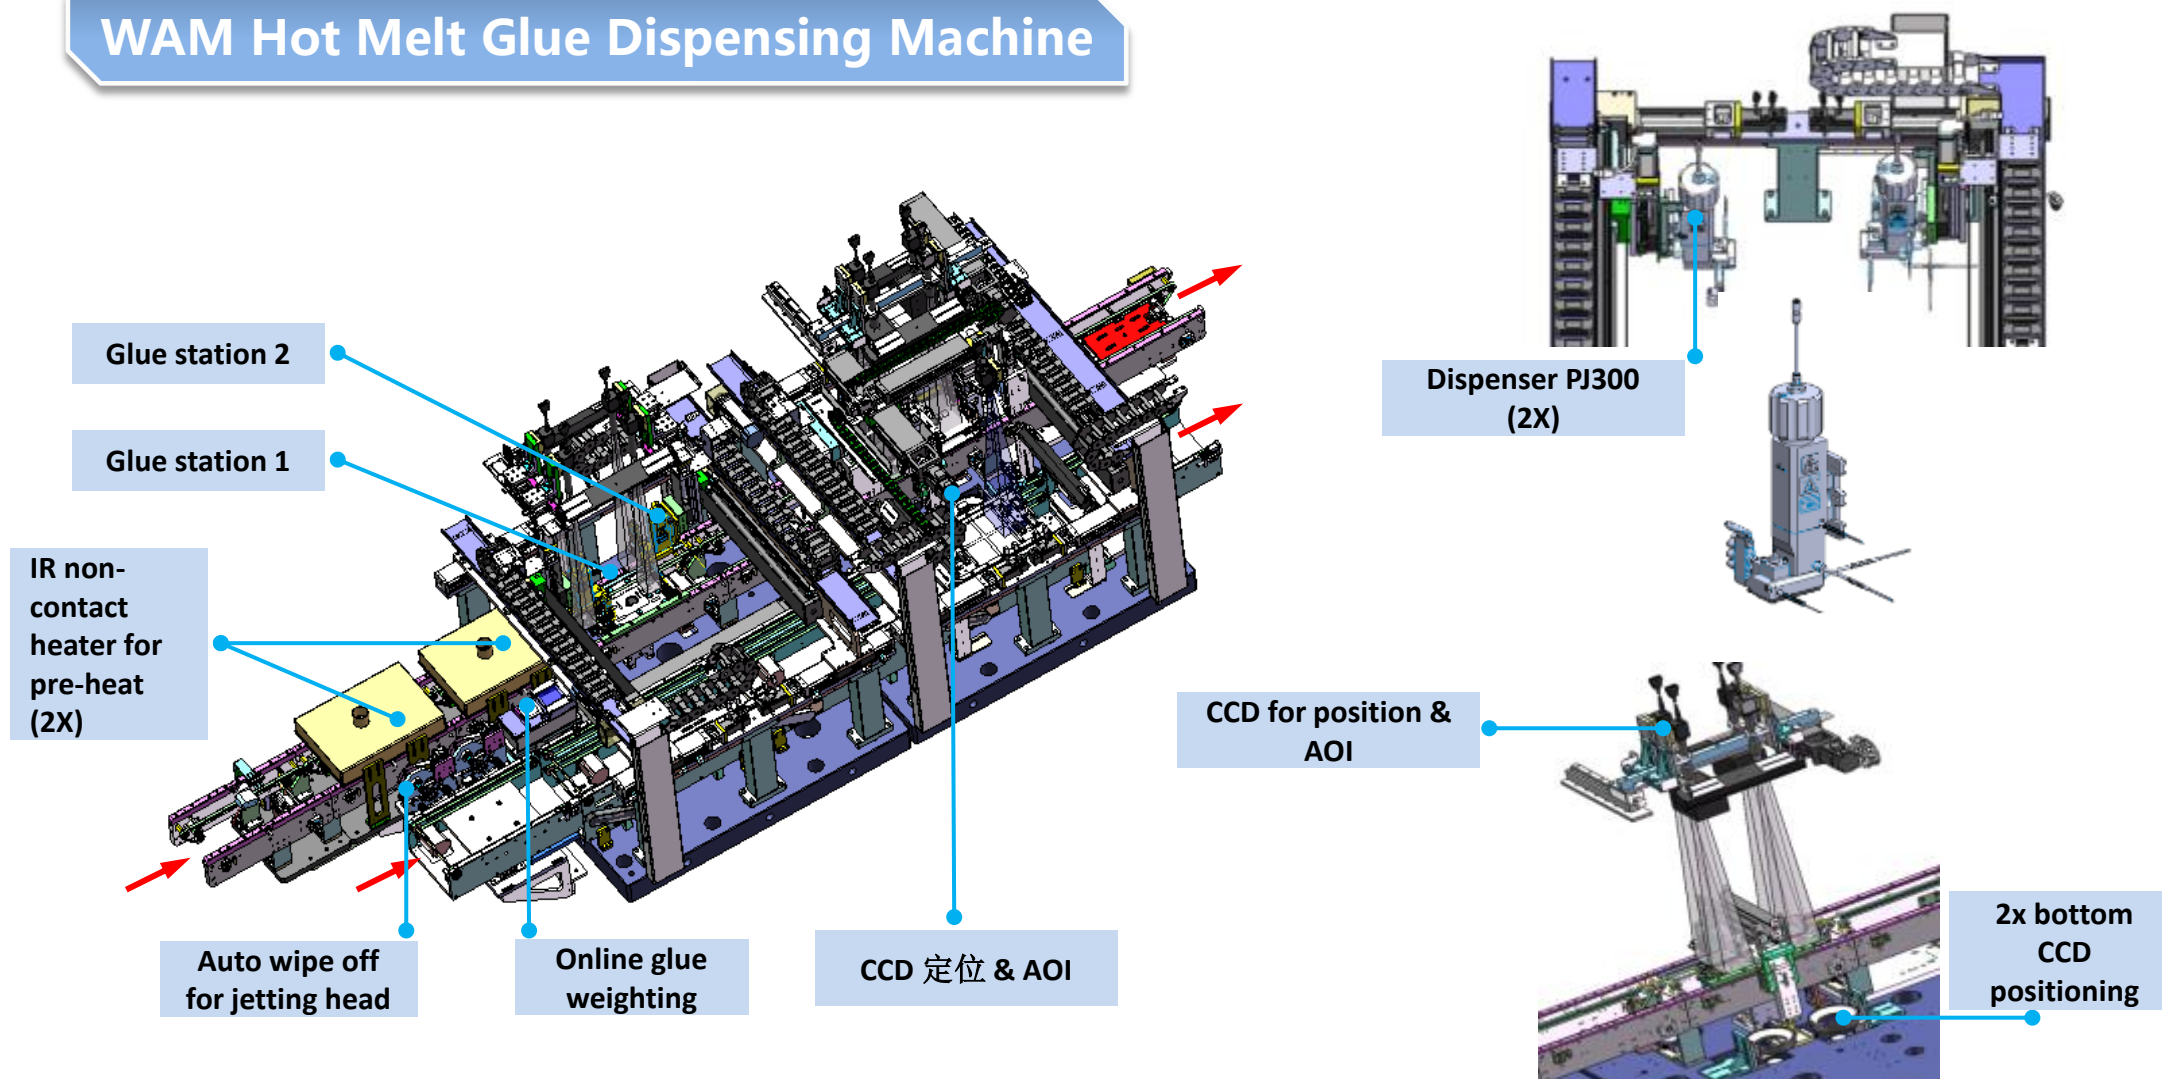 WAM Hot Melt Glue Dispensing Machine
Glue station 2
Glue station 1
IR non-
contact
heater for
pre-heat
(2X)
Auto wipe off
for jetting head
Online glue
weighting
CCD 定位 & AOI
Dispenser PJ300
(2X)
CCD for position &
AOI
2x bottom
CCD
positioning